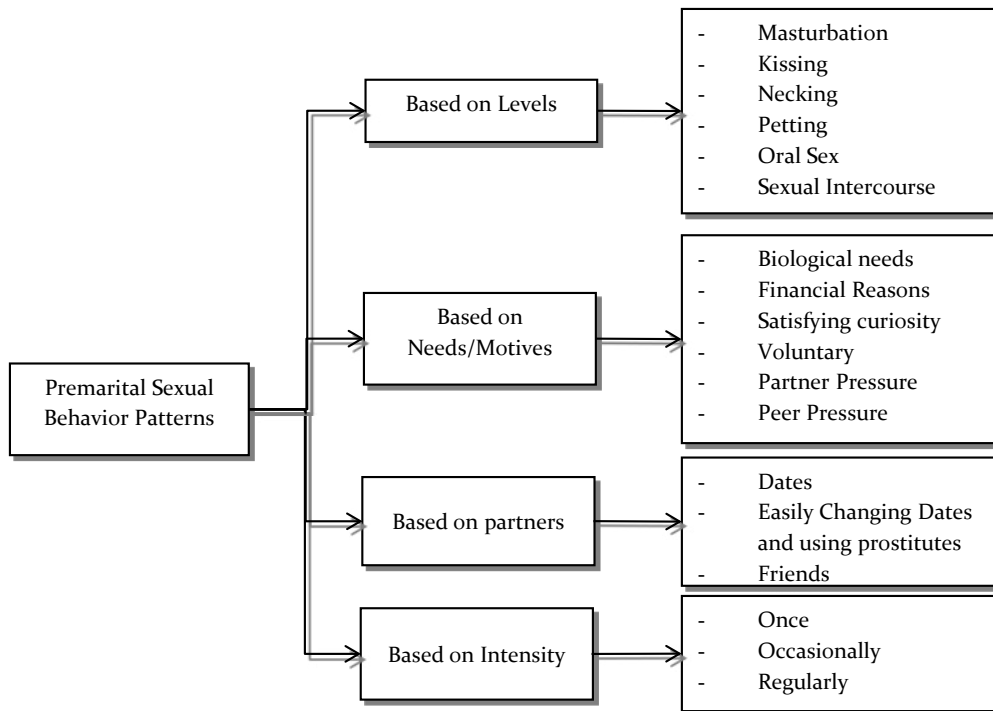 Premarital Sexual
Behavior Patterns
Based on Levels
- Masturbation
- Kissing
- Necking
- Petting
- Oral Sex
- Sexual Intercourse
Based on
Needs/Motives
- Biological needs
- Financial Reasons
- Satisfying curiosity
- Voluntary
- Partner Pressure
- Peer Pressure
Based on partners
- Dates
- Easily Changing Dates
and using prostitutes
- Friends
Based on Intensity
- Once
- Occasionally
- Regularly